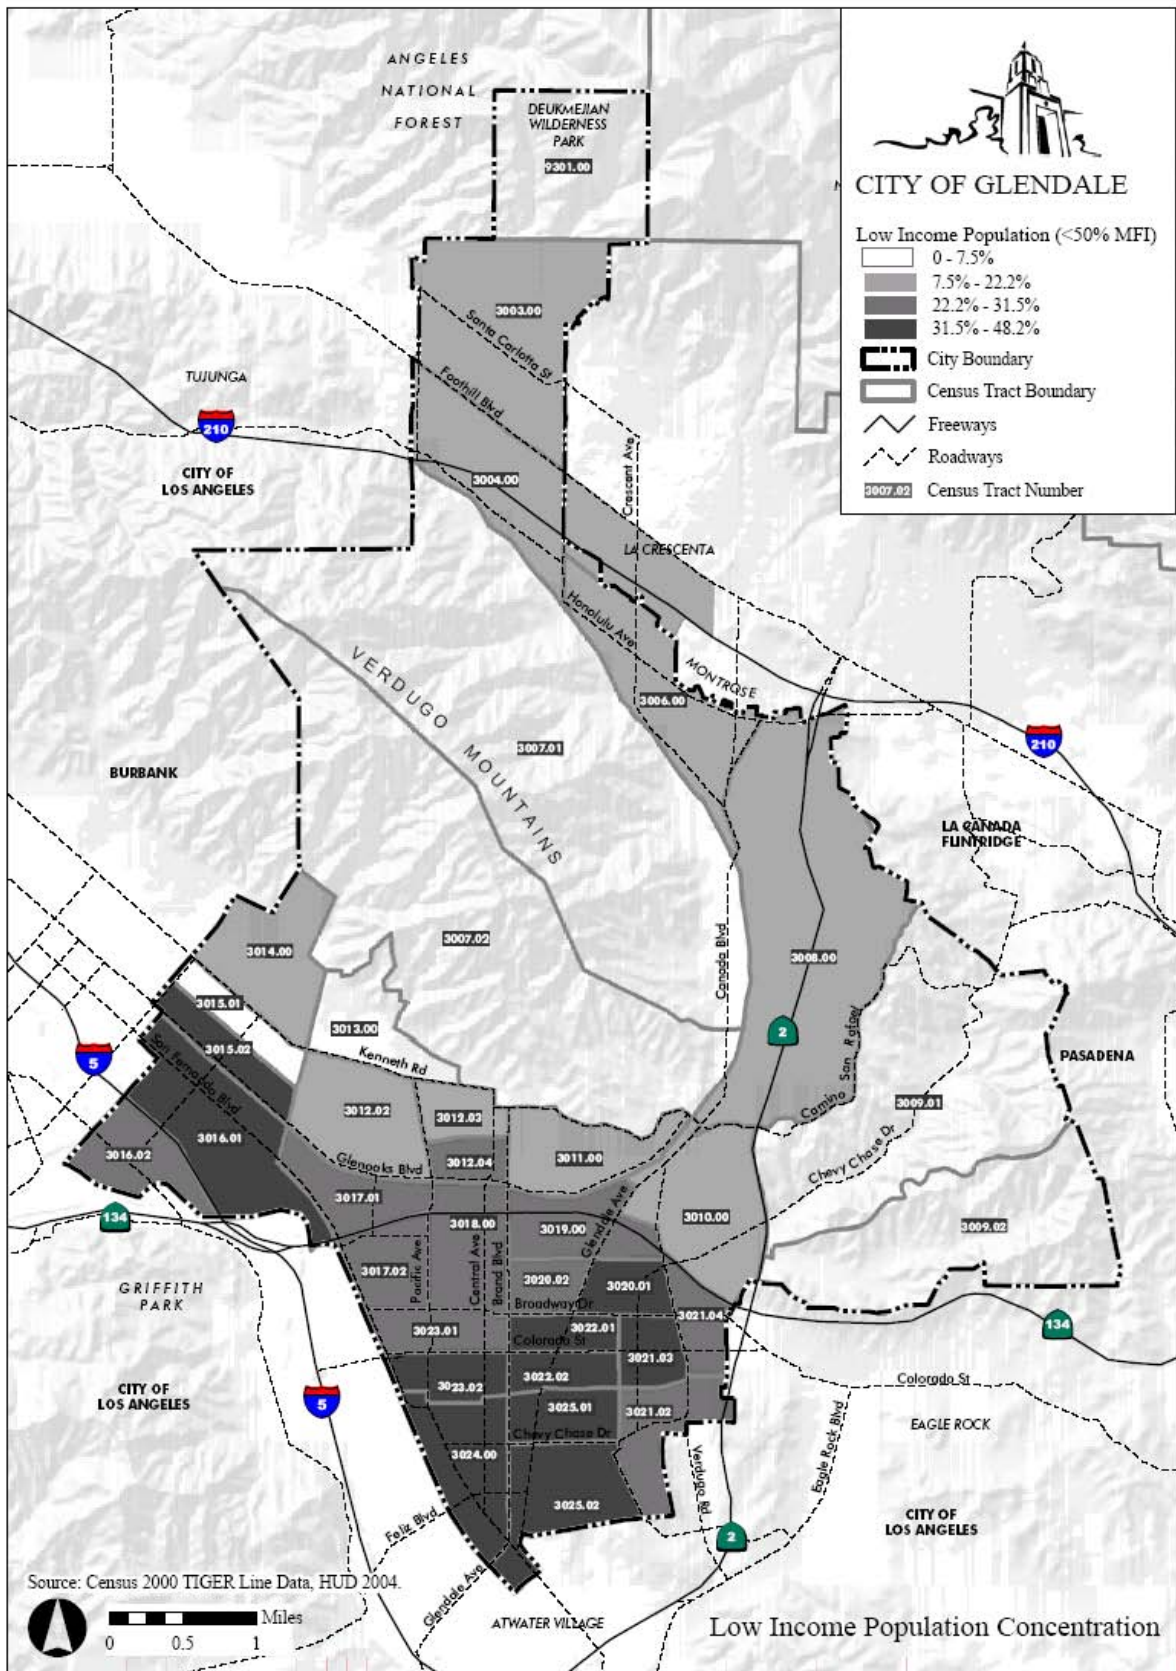 ANGELES
NATIONAL
FOREST
DEUKMEJIAN
WILDERNESS
PARK
9301.00
CITY OF GLENDALE
Low Income Population (<50% MFI)
0 - 7.5%
7.5% - 22.2%
22.2% - 31.5%
31.5% - 48.2%
City Boundary
Census Tract Boundary
Freeways
Roadways
3007.02 Census Tract Number
3003.00
Santa Carlotta St
TUJUNGA
Foothill Blvd
210
CITY OF
LOS ANGELES
3004.00
Crescent Ave
LA CRESCENTA
Honolulu Ave
MONTROSE
3006.00
VERDUGO MOUNTAINS
3007.01
210
BURBANK
LA CANADA
FLINTRIDGE
3014.00
3007.02
Canada Blvd
3008.00
3015.01
3013.00
2
San Rafael
Camino
PASADENA
5
San Fernando Blvd
3015.02
Kenneth Rd
3012.02
3012.03
3009.01
3016.01
3016.02
Glenoaks Blvd
3012.04
3011.00
Chevy Chase Dr
3017.01
134
3018.00
3019.00
Glendale Ave
3010.00
3009.02
GRIFFITH
PARK
3017.02
Pacific Ave
Central Ave
Brand Blvd
3020.02
3020.01
Broadway Dr
3021.04
134
3023.01
3022.01
Colorado St
3021.03
3022.02
3023.02
Colorado St
CITY OF
LOS ANGELES
5
3025.01
3021.02
EAGLE ROCK
Chevy Chase Dr
3024.00
Verdugo Rd
Eagle Rock Blvd
3025.02
Feliz Blvd
CITY OF
LOS ANGELES
2
Source: Census 2000 TIGER Line Data, HUD 2004.
Glendale Ave
Miles
0 0.5 1
ATWATER VILLAGE
Low Income Population Concentration